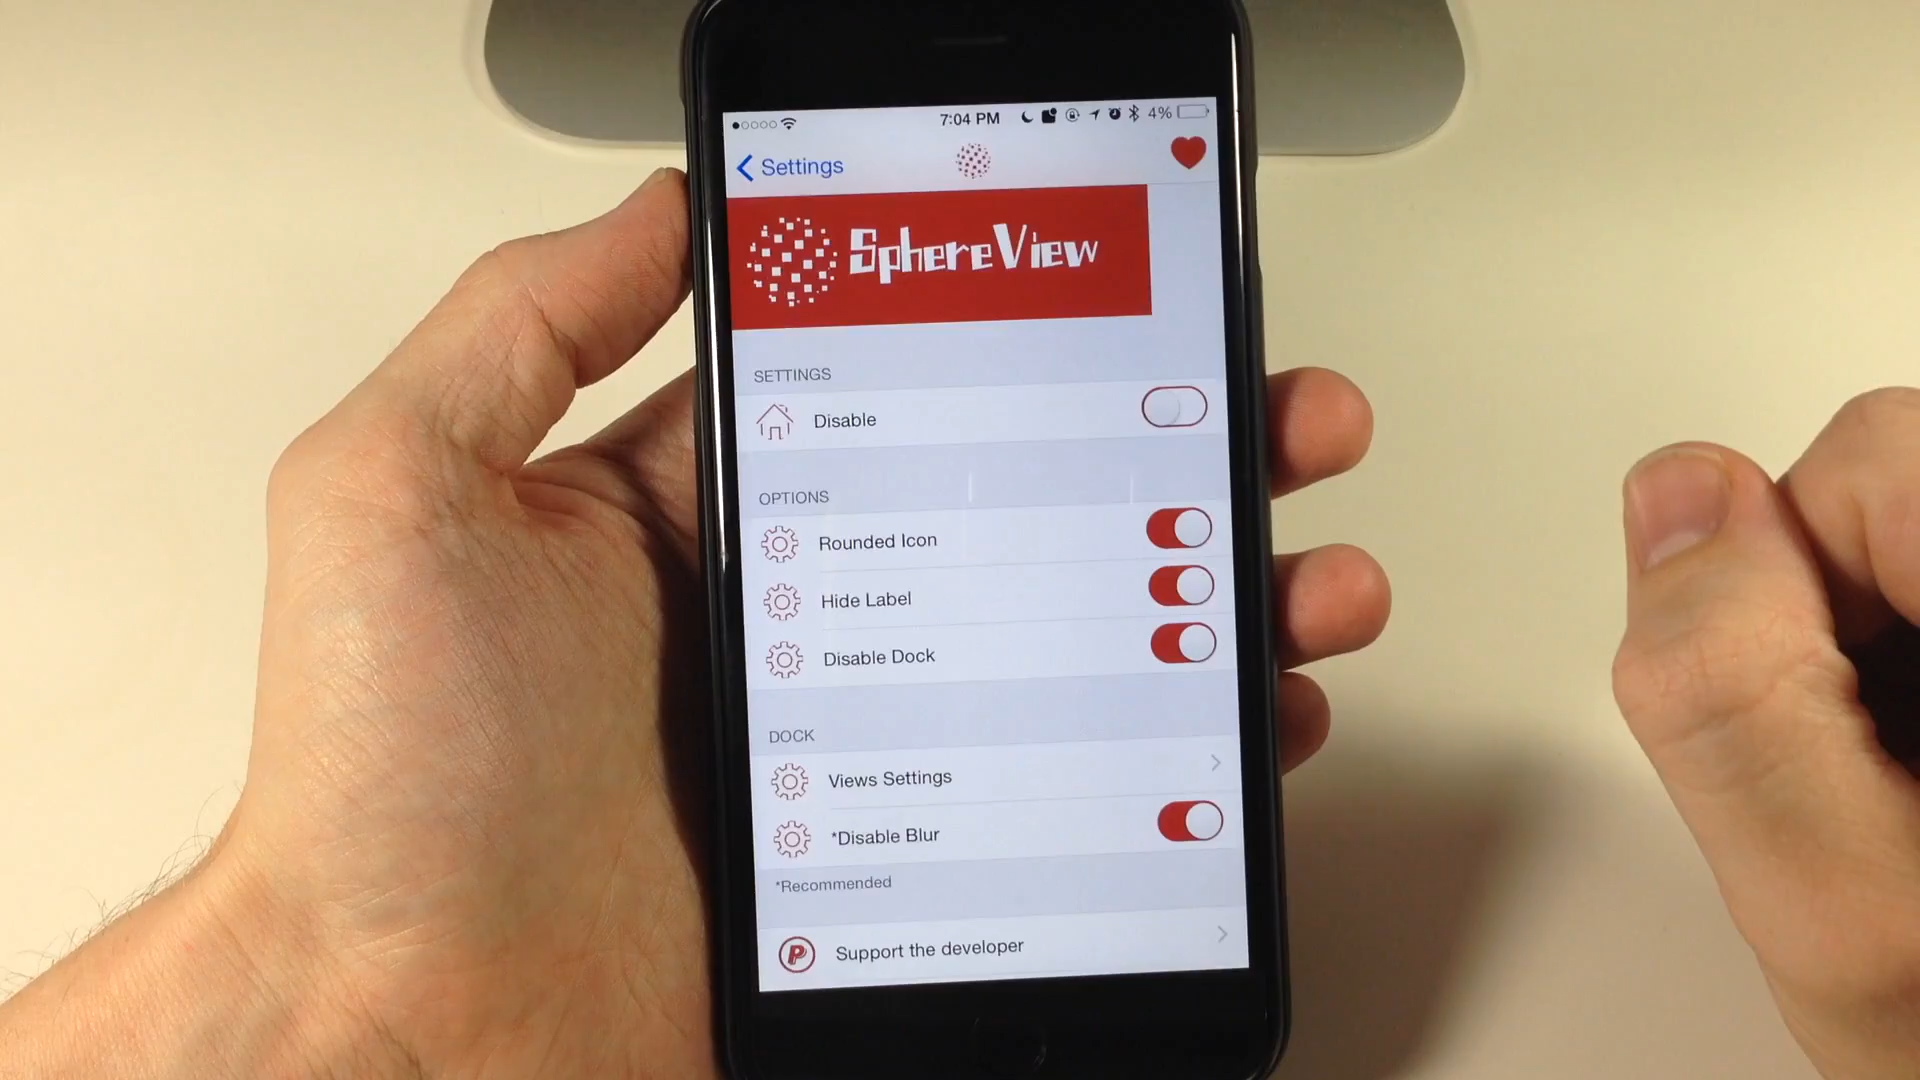 7:04 PM 4%
Settings
SphereView
SETTINGS
Disable
OPTIONS
Rounded Icon
Hide Label
Disable Dock
DOCK
Views Settings
*Disable Blur
*Recommended
P Support the developer